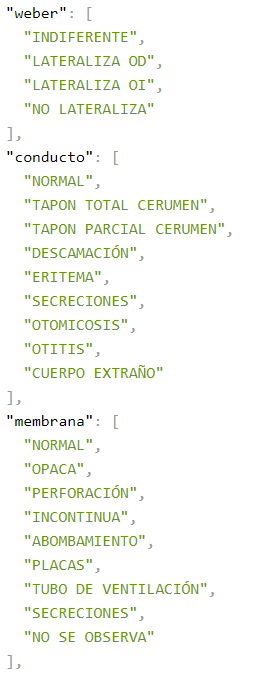 "weber": [
"INDIFERENTE",
"LATERALIZA OD",
"LATERALIZA OI",
"NO LATERALIZA"
],
"conducto": [
"NORMAL",
"TAPON TOTAL CERUMEN",
"TAPON PARCIAL CERUMEN",
"DESCAMACIÓN",
"ERITEMA",
"SECRECIONES",
"OTOMICOSIS",
"OTITIS",
"CUERPO EXTRAÑO"
],
"membrana": [
"NORMAL",
"OPACA",
"PERFORACIÓN",
"INCONTINUA",
"ABOMBAMIENTO",
"PLACAS",
"TUBO DE VENTILACIÓN",
"SECRECIONES",
"NO SE OBSERVA"
],